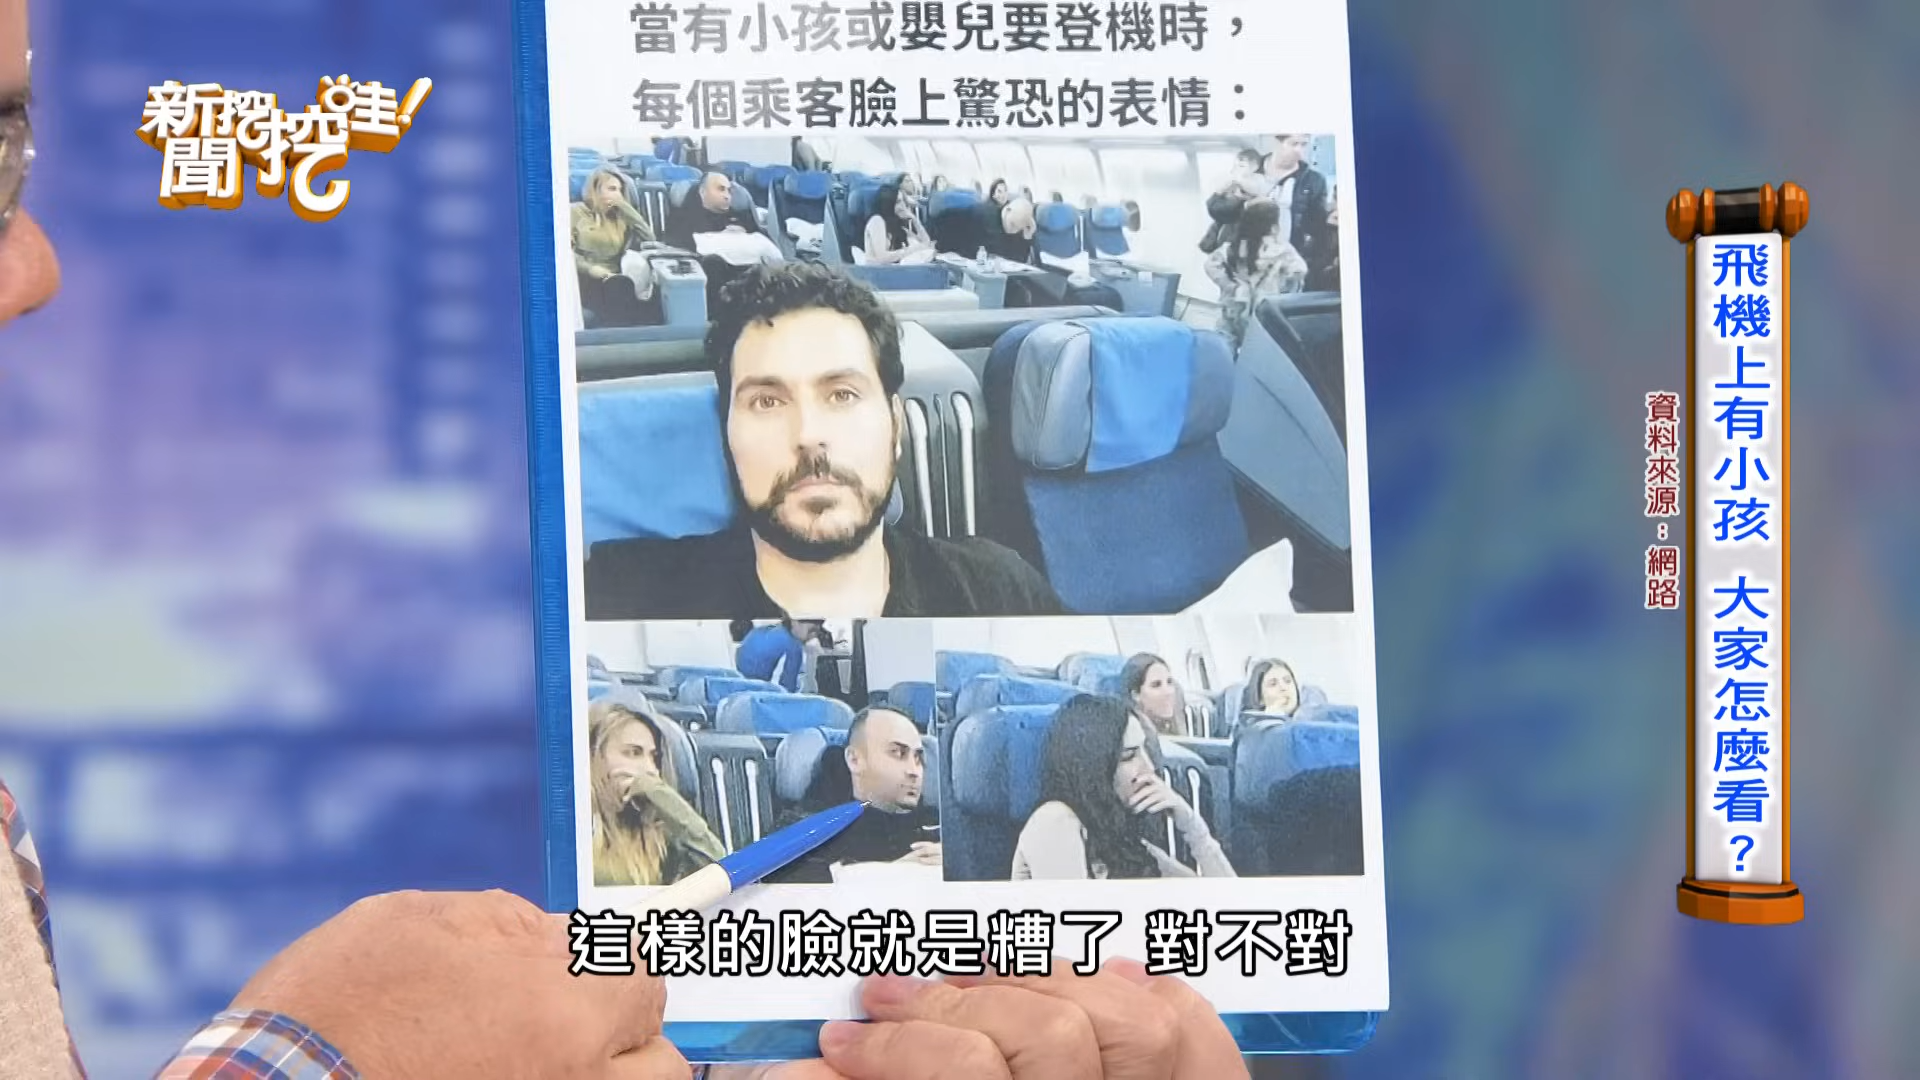 當有小孩或嬰兒要登機時，
每個乘客臉上驚恐的表情：
新聞挖挖哇！
飛機上有小孩 大家怎麼看？
資料來源：網路
這樣的臉就是糟了 對不對